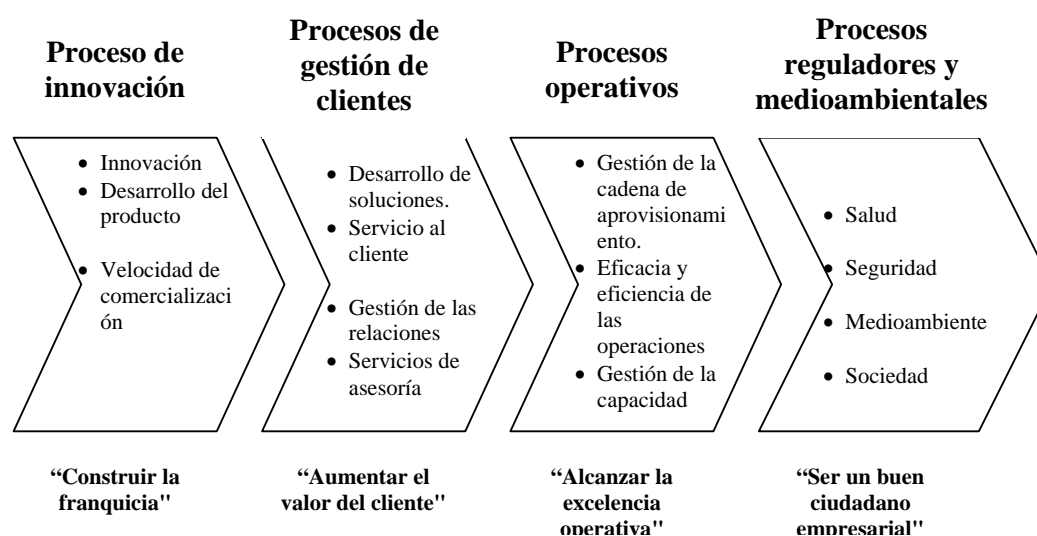 Proceso de
innovación
Procesos de
gestión de
clientes
Procesos
operativos
Procesos
reguladores y
medioambientales
• Innovación
• Desarrollo del
producto
• Velocidad de
comercializaci
ón
• Desarrollo de
soluciones.
• Servicio al
cliente
• Gestión de las
relaciones
• Servicios de
asesoría
• Gestión de la
cadena de
aprovisionami
ento.
• Eficacia y
eficiencia de
las
operaciones
• Gestión de la
capacidad
• Salud
• Seguridad
• Medioambiente
• Sociedad
“Construir la
franquicia"
“Aumentar el
valor del cliente"
“Alcanzar la
excelencia
operativa"
“Ser un buen
ciudadano
empresarial"